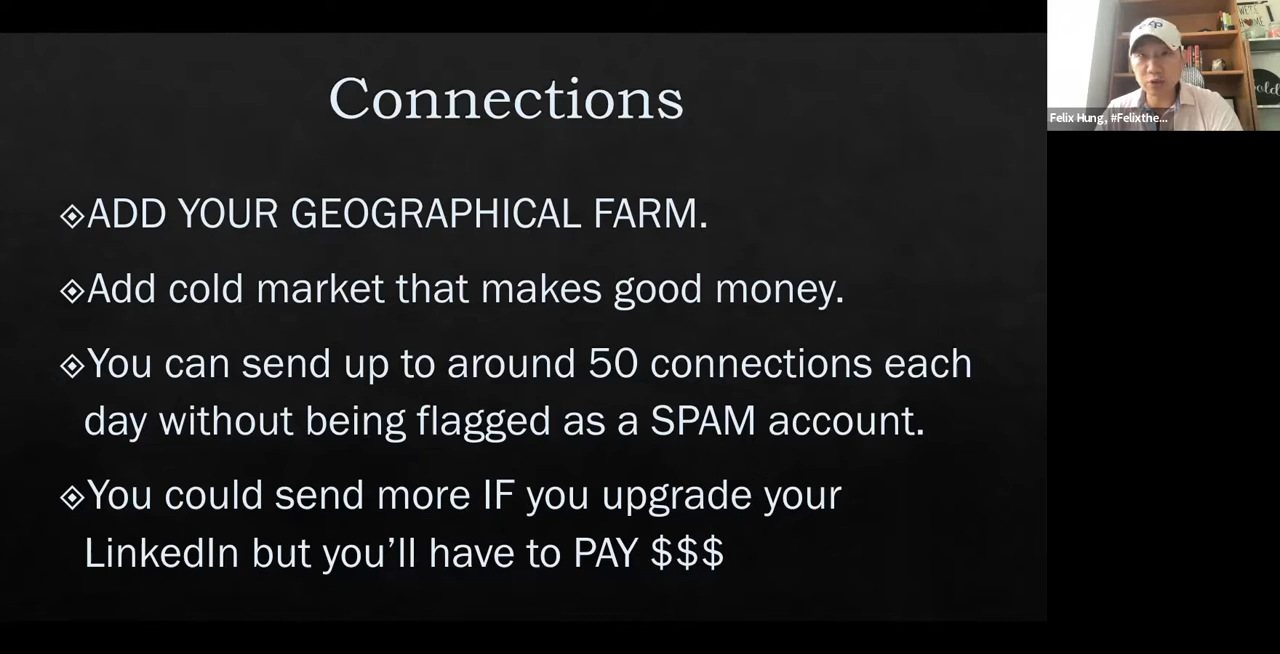 Connections
ADD YOUR GEOGRAPHICAL FARM.
Add cold market that makes good money.
You can send up to around 50 connections each
day without being flagged as a SPAM account.
You could send more IF you upgrade your
LinkedIn but you’ll have to PAY $$$
Felix Hung, #Felixthe...